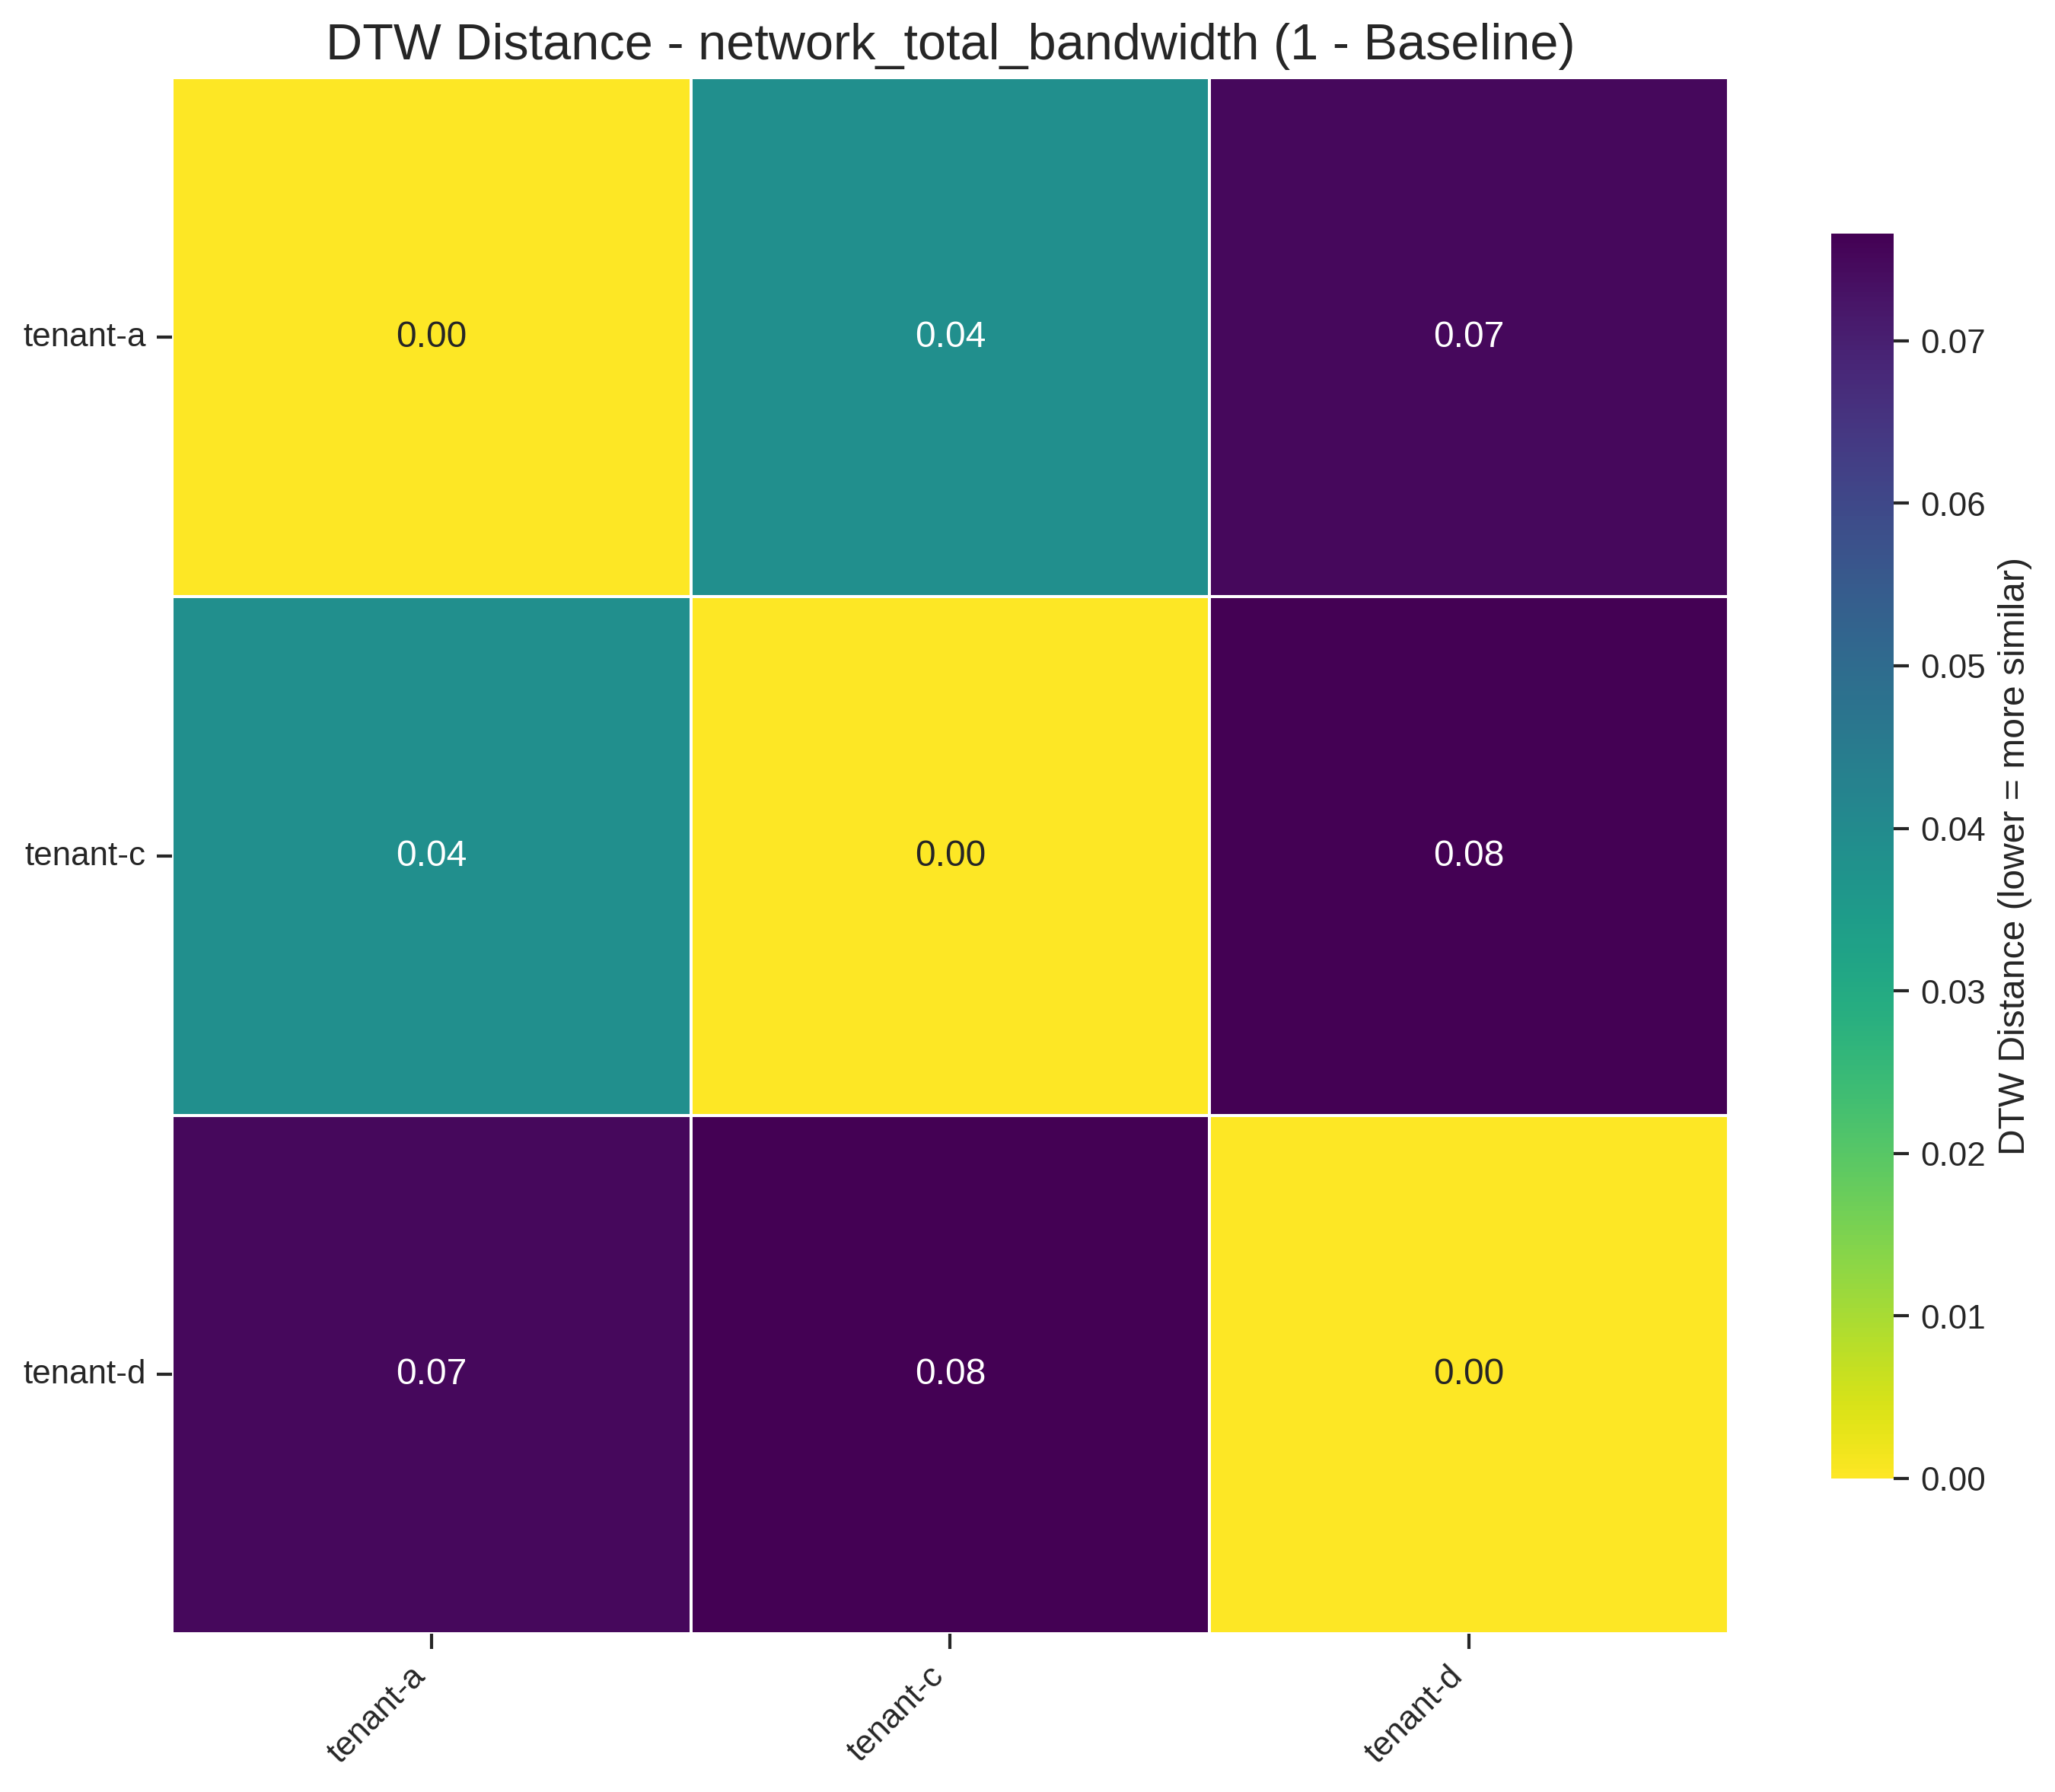 DTW Distance - network_total_bandwidth (1 - Baseline)
tenant-a
0.00
0.04
0.07
tenant-c
0.04
0.00
0.08
tenant-d
0.07
0.08
0.00
tenant-a
tenant-c
tenant-d
0.07
0.06
0.05
0.04
0.03
0.02
0.01
0.00
DTW Distance (lower = more similar)